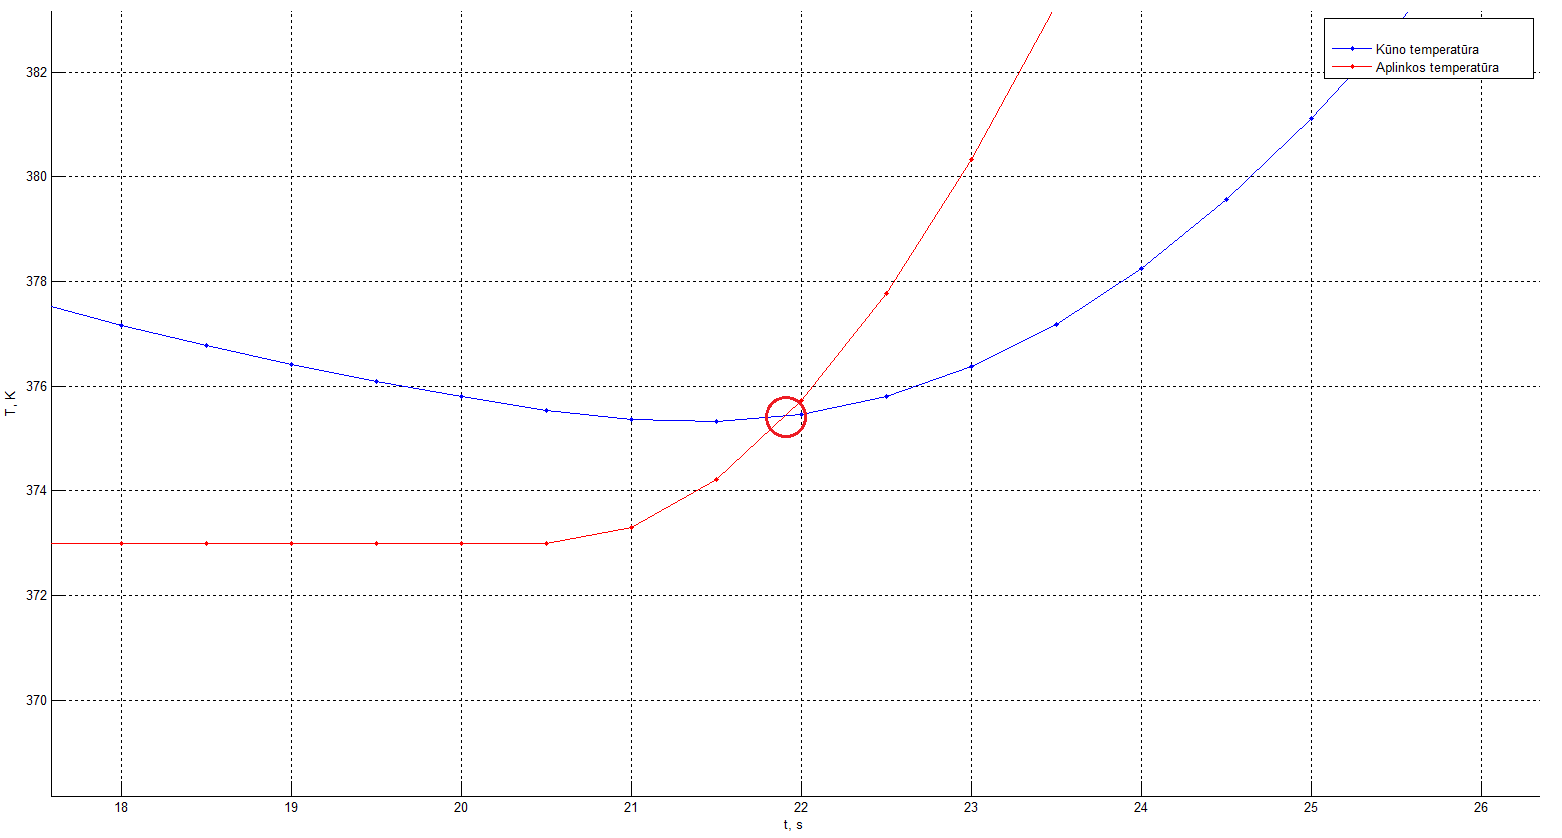 Kūno temperatūra
Aplinkos temperatūra
382
380
378
376
374
372
370
T, K
18 19 20 21 22 23 24 25 26
t, s